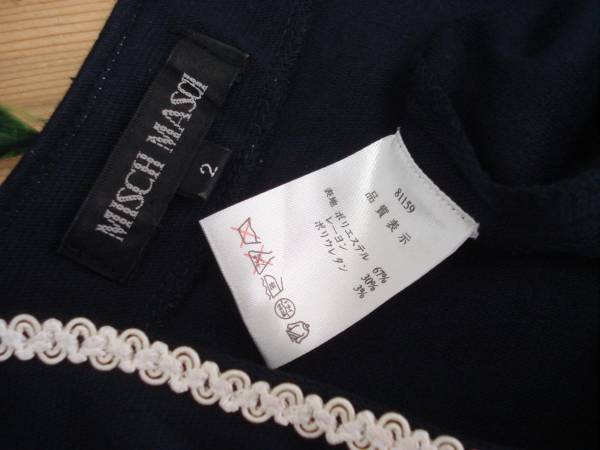 MISCH MASCH
2
81159
品質表示
表地 ポリエステル 67%
レーヨン 30%
ポリウレタン 3%